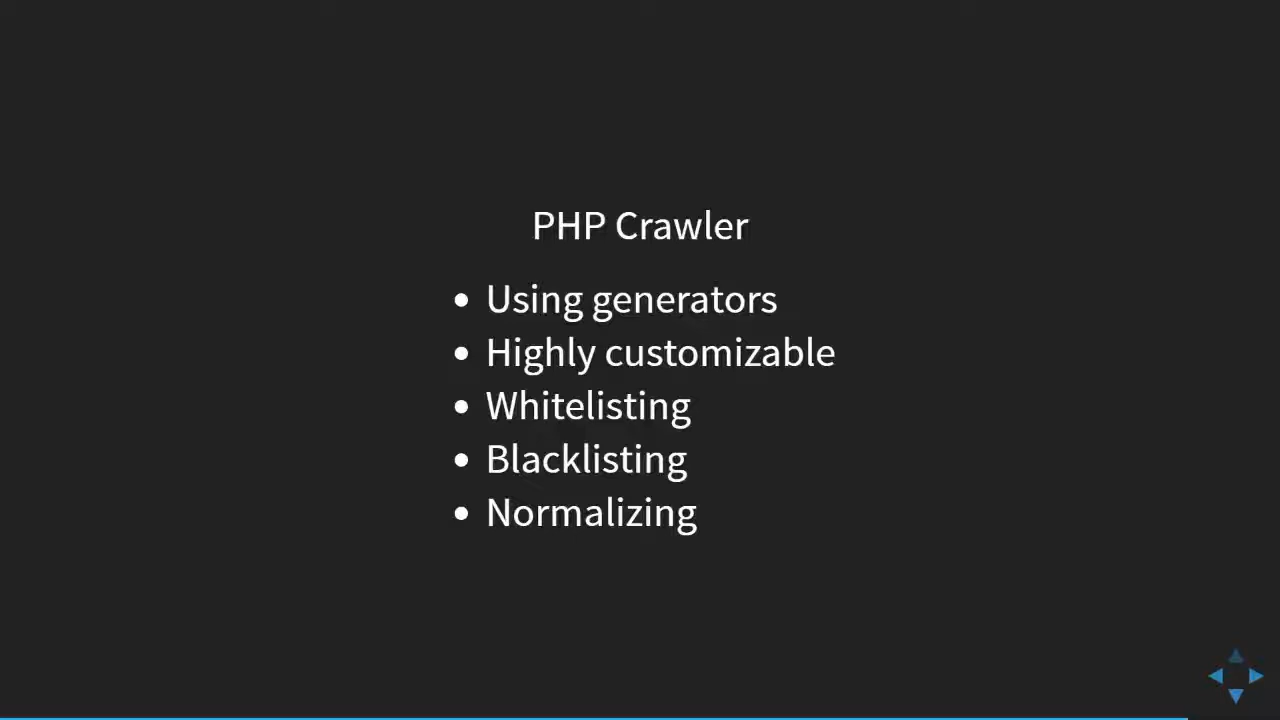 PHP Crawler
• Using generators
• Highly customizable
• Whitelisting
• Blacklisting
• Normalizing